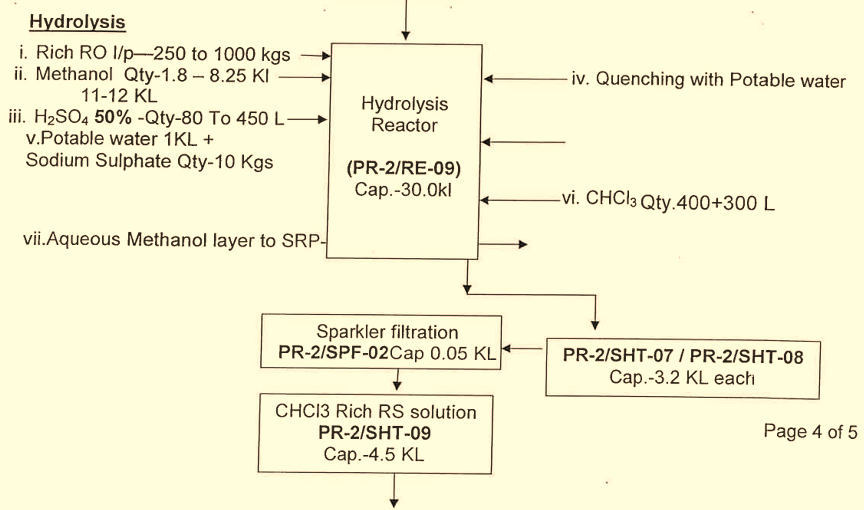 Hydrolysis
i. Rich RO I/p—250 to 1000 kgs
ii. Methanol Qty-1.8 – 8.25 Kl
11-12 KL
iii. H₂SO₄ 50% -Qty-80 To 450 L
v.Potable water 1KL +
Sodium Sulphate Qty-10 Kgs
Hydrolysis
Reactor
(PR-2/RE-09)
Cap.-30.0kl
iv. Quenching with Potable water
vi. CHCl₃ Qty.400+300 L
vii.Aqueous Methanol layer to SRP-
Sparkler filtration
PR-2/SPF-02Cap 0.05 KL
PR-2/SHT-07 / PR-2/SHT-08
Cap.-3.2 KL each
CHCl3 Rich RS solution
PR-2/SHT-09
Cap.-4.5 KL
Page 4 of 5